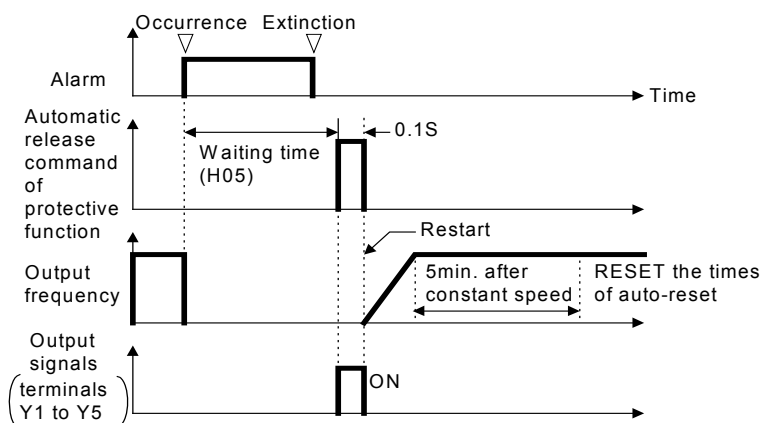 Occurrence Extinction
Alarm
Time
Automatic
release
command
of
protective
function
Waiting time
(H05)
0.1S
Restart
Output
frequency
5min. after
constant speed
RESET the times
of auto-reset
Output
signals
(terminals
Y1 to Y5)
ON